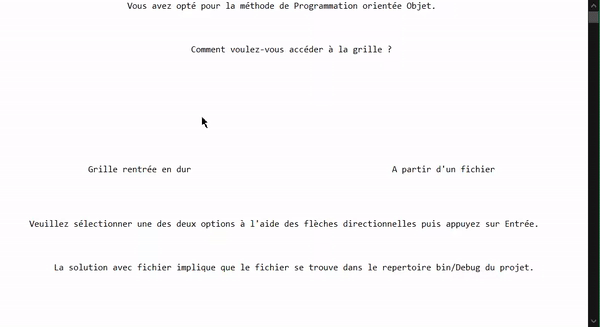 Vous avez opté pour la méthode de Programmation orientée Objet.
Comment voulez-vous accéder à la grille ?
Grille rentrée en dur
A partir d'un fichier
Veuillez sélectionner une des deux options à l'aide des flèches directionnelles puis appuyez sur Entrée.
La solution avec fichier implique que le fichier se trouve dans le repertoire bin/Debug du projet.